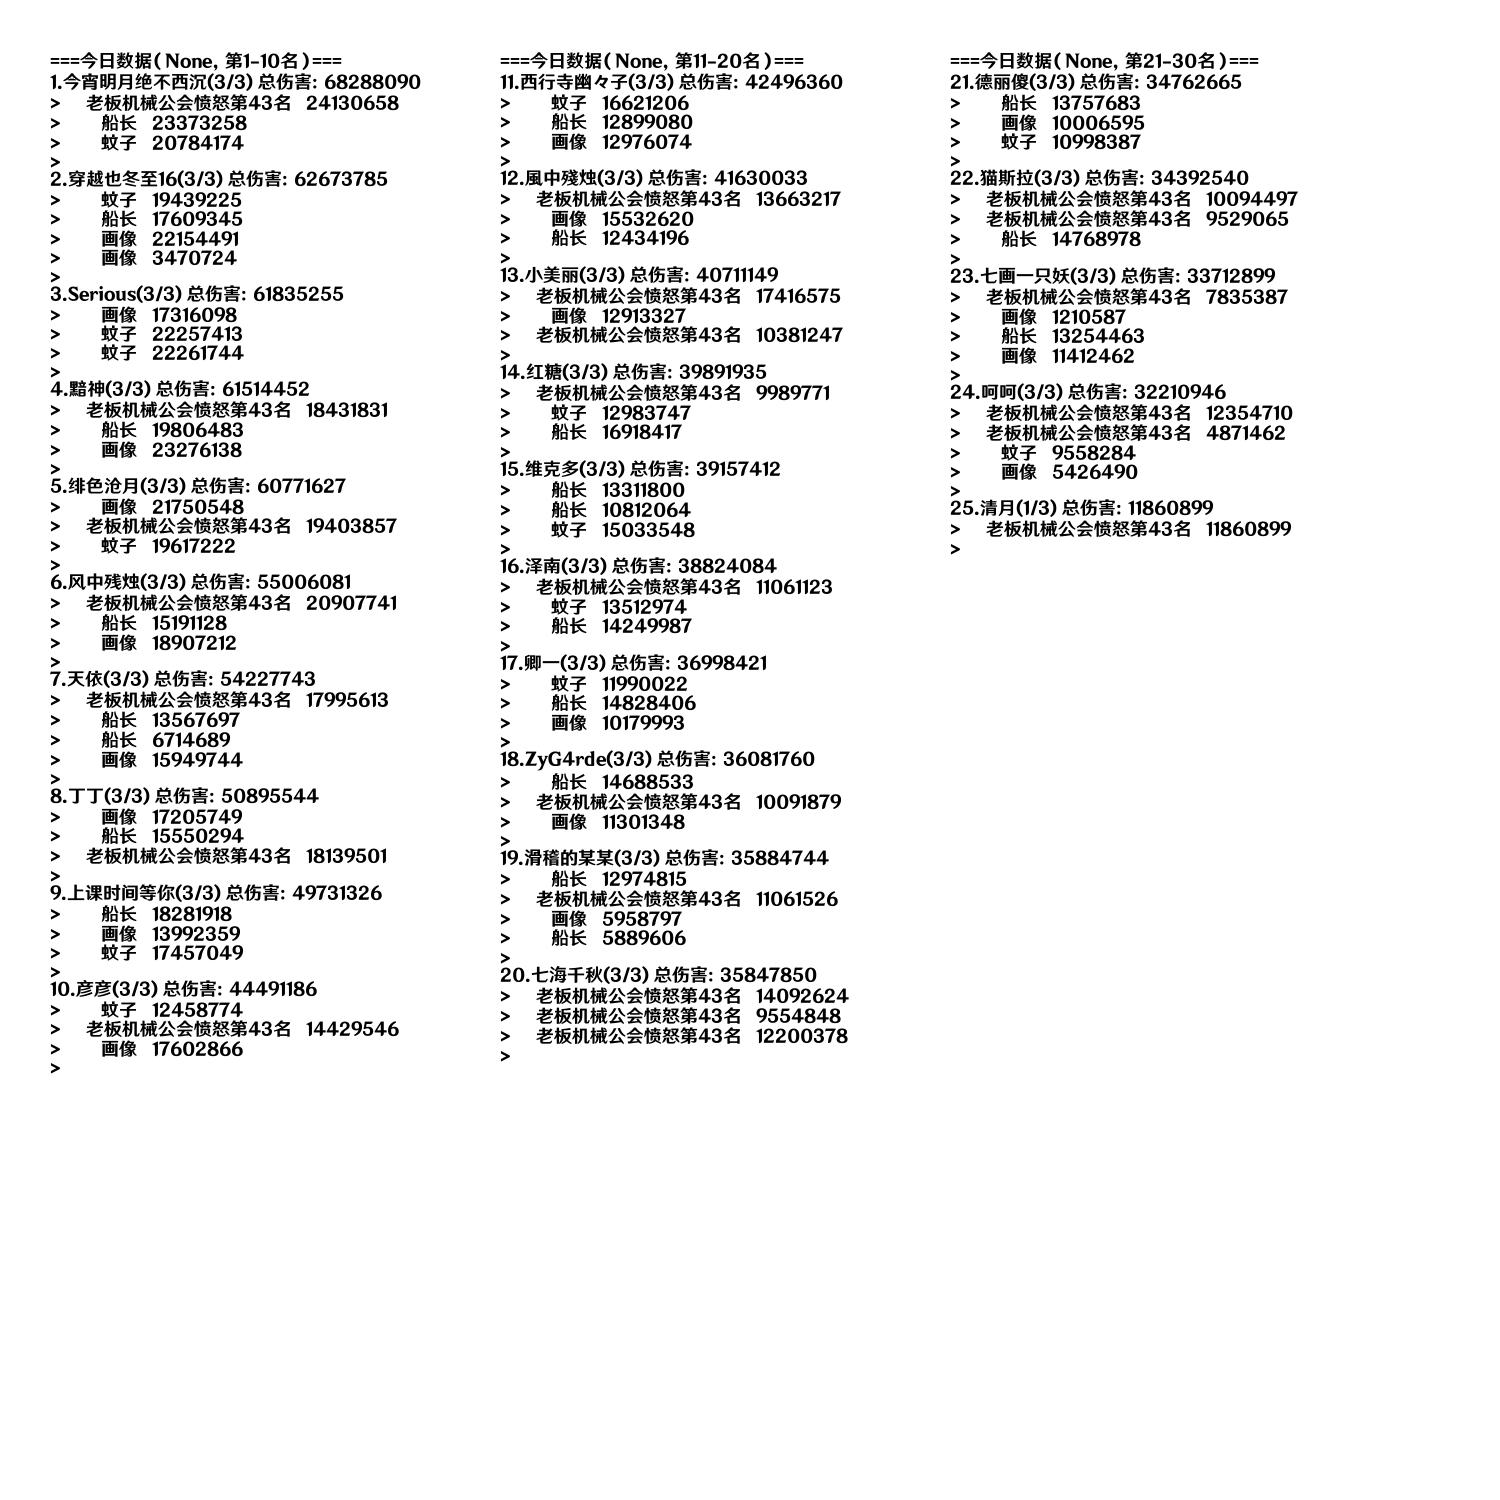 ===今日数据(None, 第1-10名)===
1.今宵明月绝不西沉(3/3)总伤害: 68288090
> 老板机械公会愤怒第43名 24130658
> 船长 23373258
> 蚊子 20784174
>
2.穿越也冬至16(3/3)总伤害: 62673785
> 蚊子 19439225
> 船长 17609345
> 画像 22154491
> 画像 3470724
>
3.Serious(3/3)总伤害: 61835255
> 画像 17316098
> 蚊子 22257413
> 蚊子 22261744
>
4.黯神(3/3)总伤害: 61514452
> 老板机械公会愤怒第43名 18431831
> 船长 19806483
> 画像 23276138
>
5.绯色沧月(3/3)总伤害: 60771627
> 画像 21750548
> 老板机械公会愤怒第43名 19403857
> 蚊子 19617222
>
6.风中残烛(3/3)总伤害: 55006081
> 老板机械公会愤怒第43名 20907741
> 船长 15191128
> 画像 18907212
>
7.天依(3/3)总伤害: 54227743
> 老板机械公会愤怒第43名 17995613
> 船长 13567697
> 船长 6714689
> 画像 15949744
>
8.丁丁(3/3)总伤害: 50895544
> 画像 17205749
> 船长 15550294
> 老板机械公会愤怒第43名 18139501
>
9.上课时间等你(3/3)总伤害: 49731326
> 船长 18281918
> 画像 13992359
> 蚊子 17457049
>
10.彦彦(3/3)总伤害: 44491186
> 蚊子 12458774
> 老板机械公会愤怒第43名 14429546
> 画像 17602866
>
===今日数据(None, 第11-20名)===
11.西行寺幽々子(3/3)总伤害: 42496360
> 蚊子 16621206
> 船长 12899080
> 画像 12976074
>
12.風中殘烛(3/3)总伤害: 41630033
> 老板机械公会愤怒第43名 13663217
> 画像 15532620
> 船长 12434196
>
13.小美丽(3/3)总伤害: 40711149
> 老板机械公会愤怒第43名 17416575
> 画像 12913327
> 老板机械公会愤怒第43名 10381247
>
14.红糖(3/3)总伤害: 39891935
> 老板机械公会愤怒第43名 9989771
> 蚊子 12983747
> 船长 16918417
>
15.维克多(3/3)总伤害: 39157412
> 船长 13311800
> 船长 10812064
> 蚊子 15033548
>
16.泽南(3/3)总伤害: 38824084
> 老板机械公会愤怒第43名 11061123
> 蚊子 13512974
> 船长 14249987
>
17.卿一(3/3)总伤害: 36998421
> 蚊子 11990022
> 船长 14828406
> 画像 10179993
>
18.ZyG4rde(3/3)总伤害: 36081760
> 船长 14688533
> 老板机械公会愤怒第43名 10091879
> 画像 11301348
>
19.滑稽的某某(3/3)总伤害: 35884744
> 船长 12974815
> 老板机械公会愤怒第43名 11061526
> 画像 5958797
> 船长 5889606
>
20.七海千秋(3/3)总伤害: 35847850
> 老板机械公会愤怒第43名 14092624
> 老板机械公会愤怒第43名 9554848
> 老板机械公会愤怒第43名 12200378
>
===今日数据(None, 第21-30名)===
21.德丽傻(3/3)总伤害: 34762665
> 船长 13757683
> 画像 10006595
> 蚊子 10998387
>
22.猫斯拉(3/3)总伤害: 34392540
> 老板机械公会愤怒第43名 10094497
> 老板机械公会愤怒第43名 9529065
> 船长 14768978
>
23.七画一只妖(3/3)总伤害: 33712899
> 老板机械公会愤怒第43名 7835387
> 画像 1210587
> 船长 13254463
> 画像 11412462
>
24.呵呵(3/3)总伤害: 32210946
> 老板机械公会愤怒第43名 12354710
> 老板机械公会愤怒第43名 4871462
> 蚊子 9558284
> 画像 5426490
>
25.清月(1/3)总伤害: 11860899
> 老板机械公会愤怒第43名 11860899
>